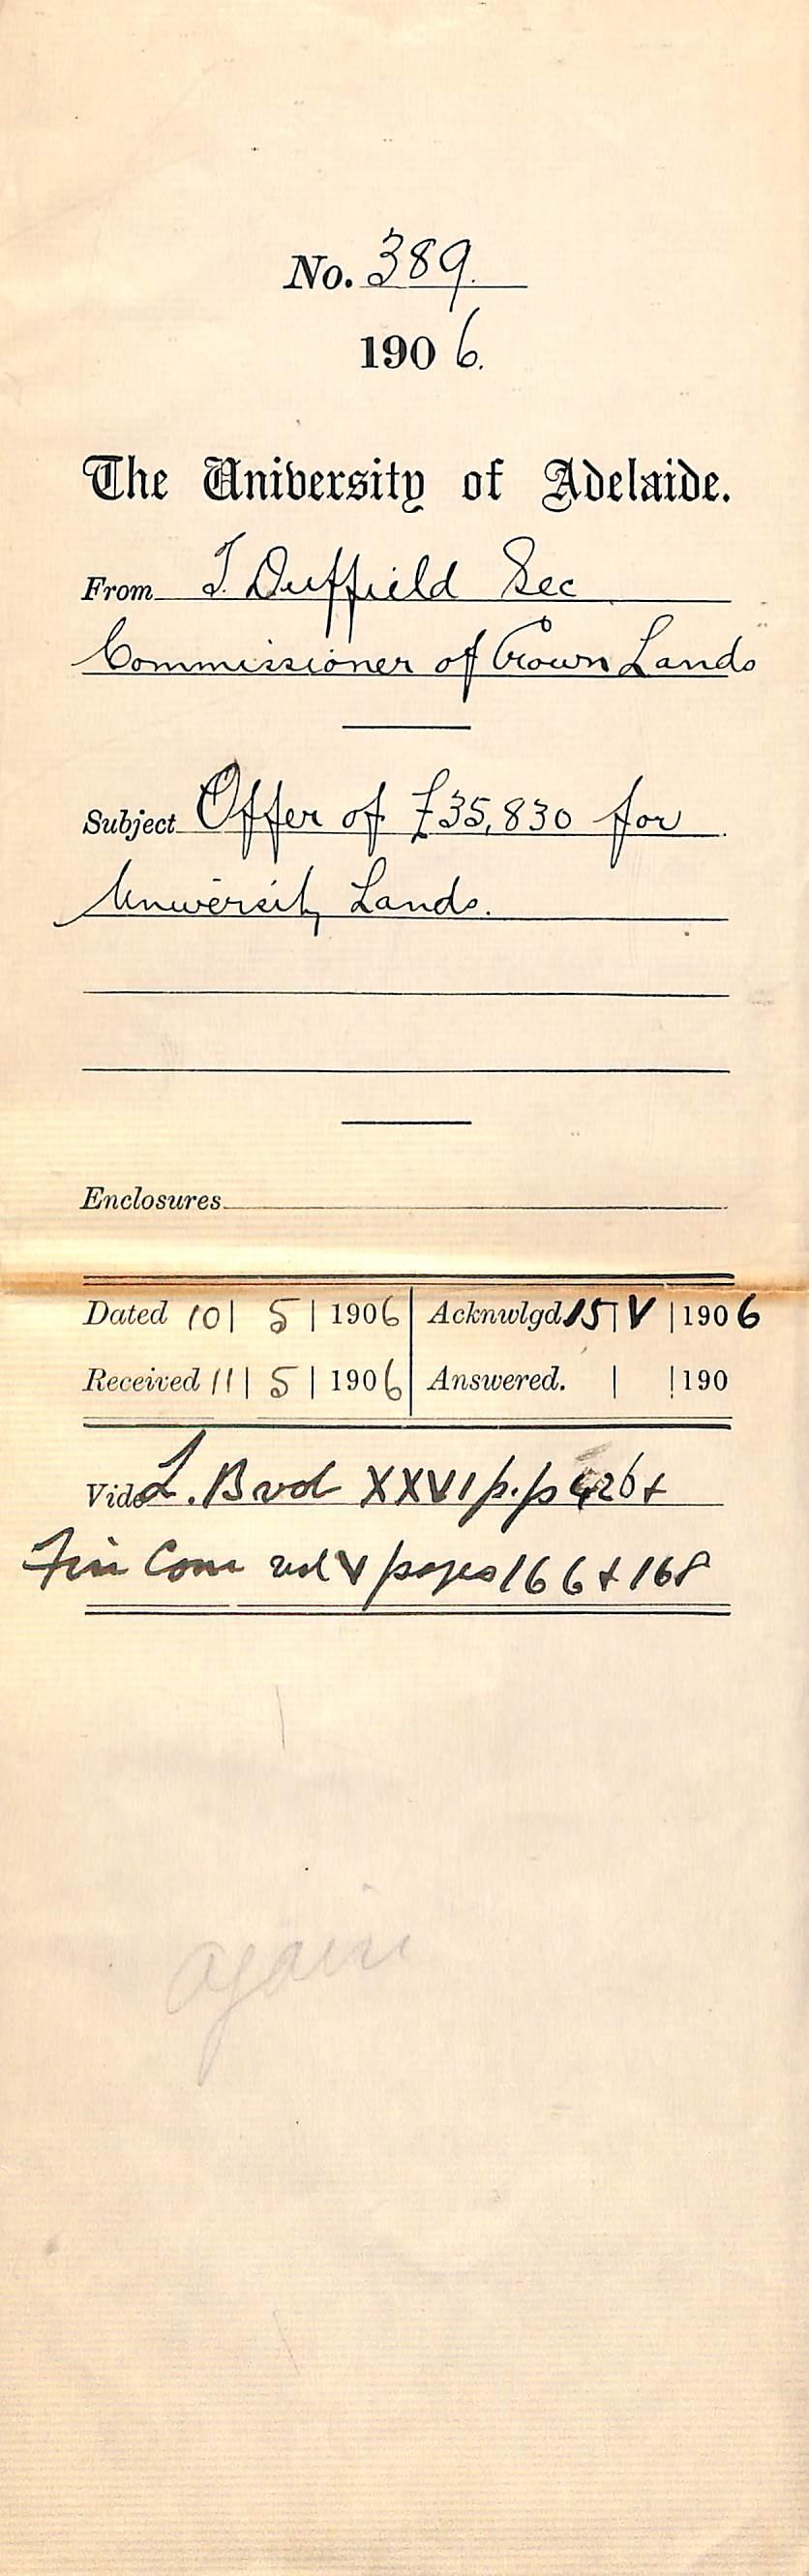 No. 389.
1906.
The University of Adelaide.
From T. Duffield Sec
Commissioner of Crown Lands
Subject Offer of £35,830 for
University Lands.
Enclosures
Dated 10 | 5 | 1906 Acknwlgd 15 | V | 1906
Received 11 | 5 | 1906 Answered. | | 190
Vide L. B vol XXVI p.p 426 +
Fin Com vol V pages 166 + 168
again